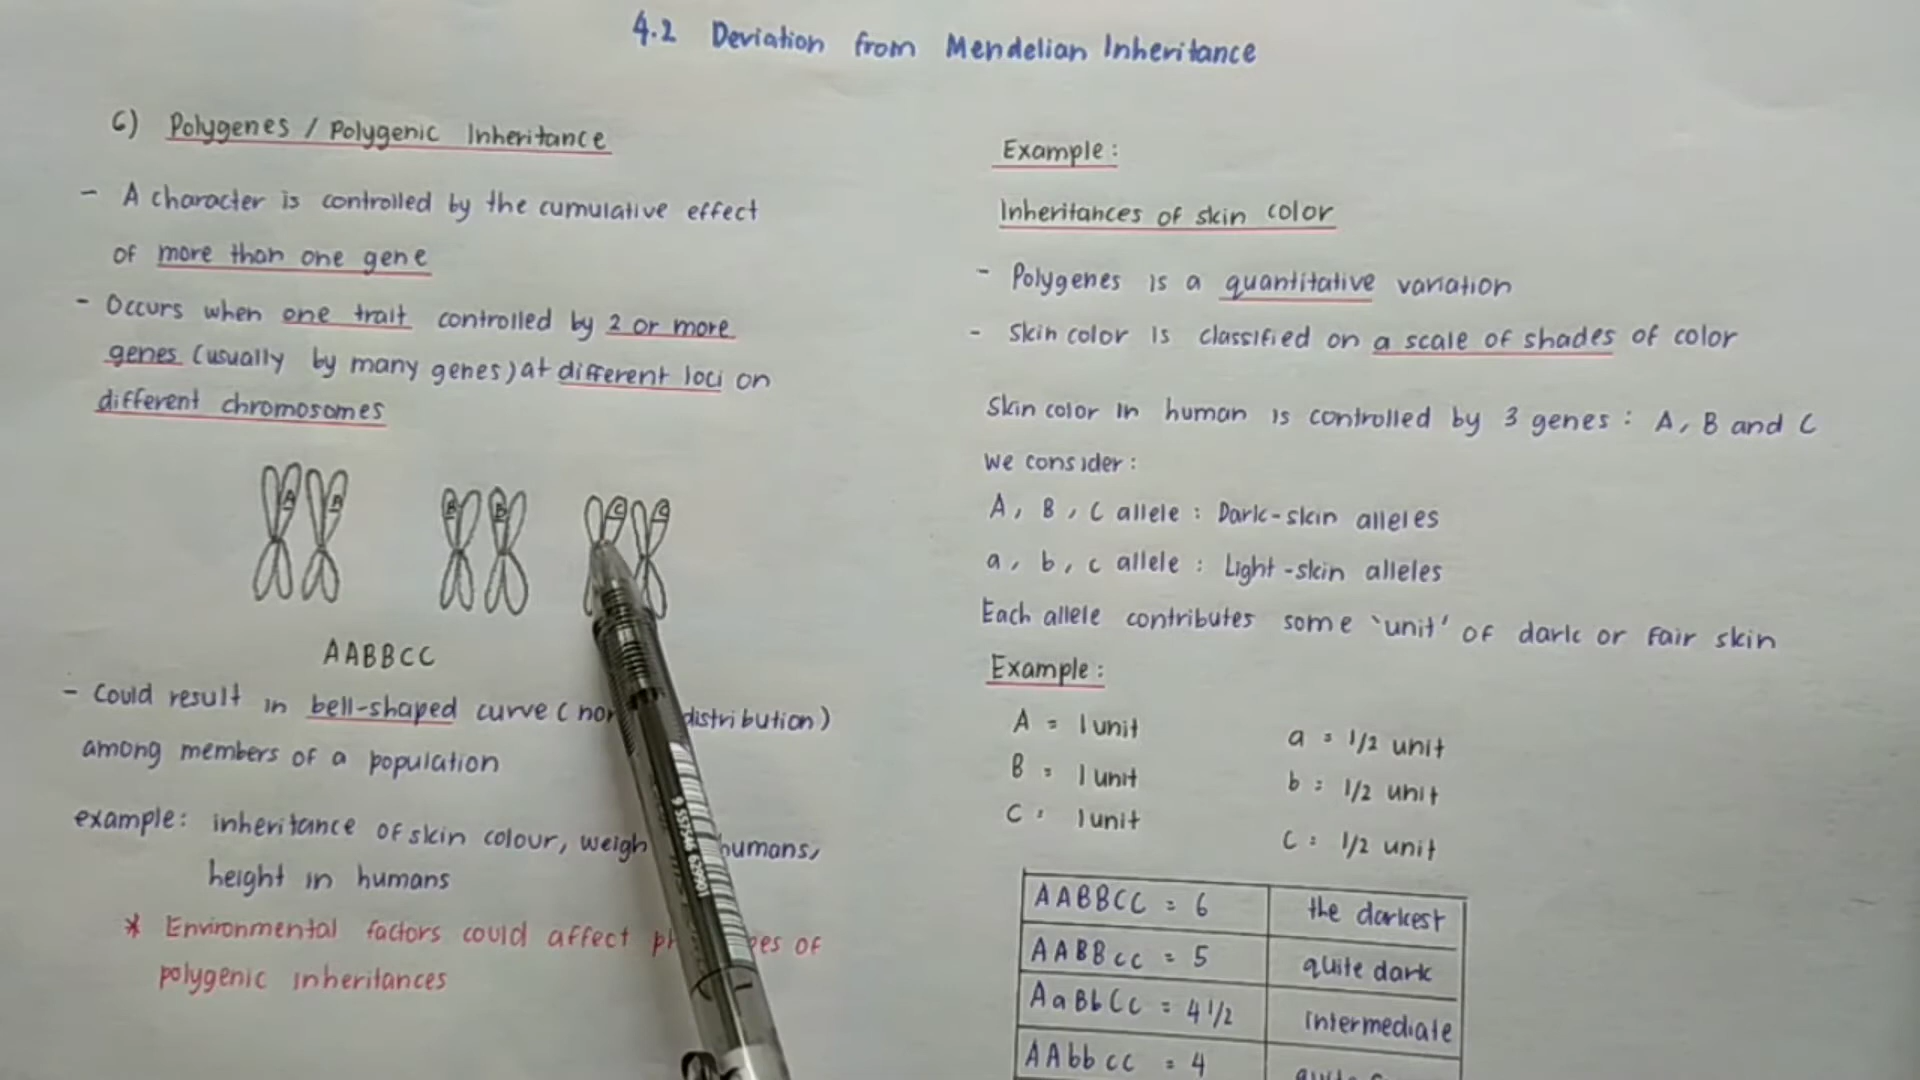 4.2 Deviation from Mendelian Inheritance
C) Polygenes / Polygenic Inheritance
- A character is controlled by the cumulative effect
of more than one gene
- Occurs when one trait controlled by 2 or more
genes (usually by many genes) at different loci on
different chromosomes
A A B B C C
AABBCC
- Could result in bell-shaped curve ( distribution)
among members of a population
example: inheritance of skin colour, humans,
height in humans
* Environmental factors could affect of
polygenic inheritances
Example:
Inheritances of skin color
- Polygenes is a quantitative variation
- Skin color is classified on a scale of shades of color
Skin color in human is controlled by 3 genes: A, B and C
We consider:
A, B, C allele: Dark-skin alleles
a, b, c allele: Light-skin alleles
Each allele contributes some 'unit' of dark or fair skin
Example:
A = 1 unit a = 1/2 unit
B = 1 unit b = 1/2 unit
C = 1 unit c = 1/2 unit
AABBCC = 6 the darkest
AABBcc = 5 quite dark
AaBbCc = 4 1/2 intermediate
AAbbcc = 4